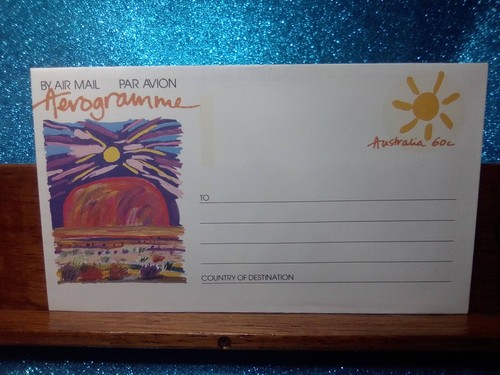 BY AIR MAIL PAR AVION
Aerogramme
Australia 60c
TO
COUNTRY OF DESTINATION